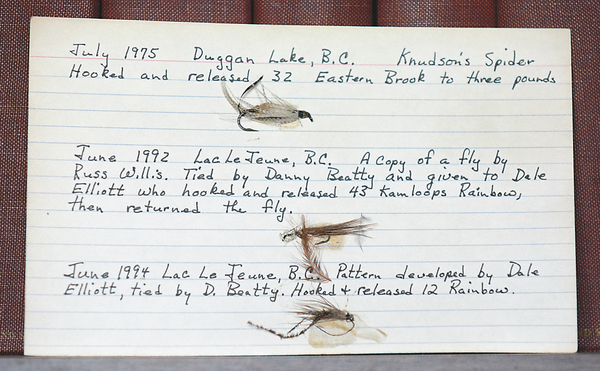 July 1975 Duggan Lake, B.C. Knudson's Spider
Hooked and released 32 Eastern Brook to three pounds
June 1992 Lac Le Jeune, B.C. A copy of a fly by
Russ Willis. Tied by Danny Beatty and given to Dale
Elliott who hooked and released 43 Kamloops Rainbow,
then returned the fly.
June 1994 Lac Le Jeune, B.C. Pattern developed by Dale
Elliott, tied by D. Beatty. Hooked + released 12 Rainbow.